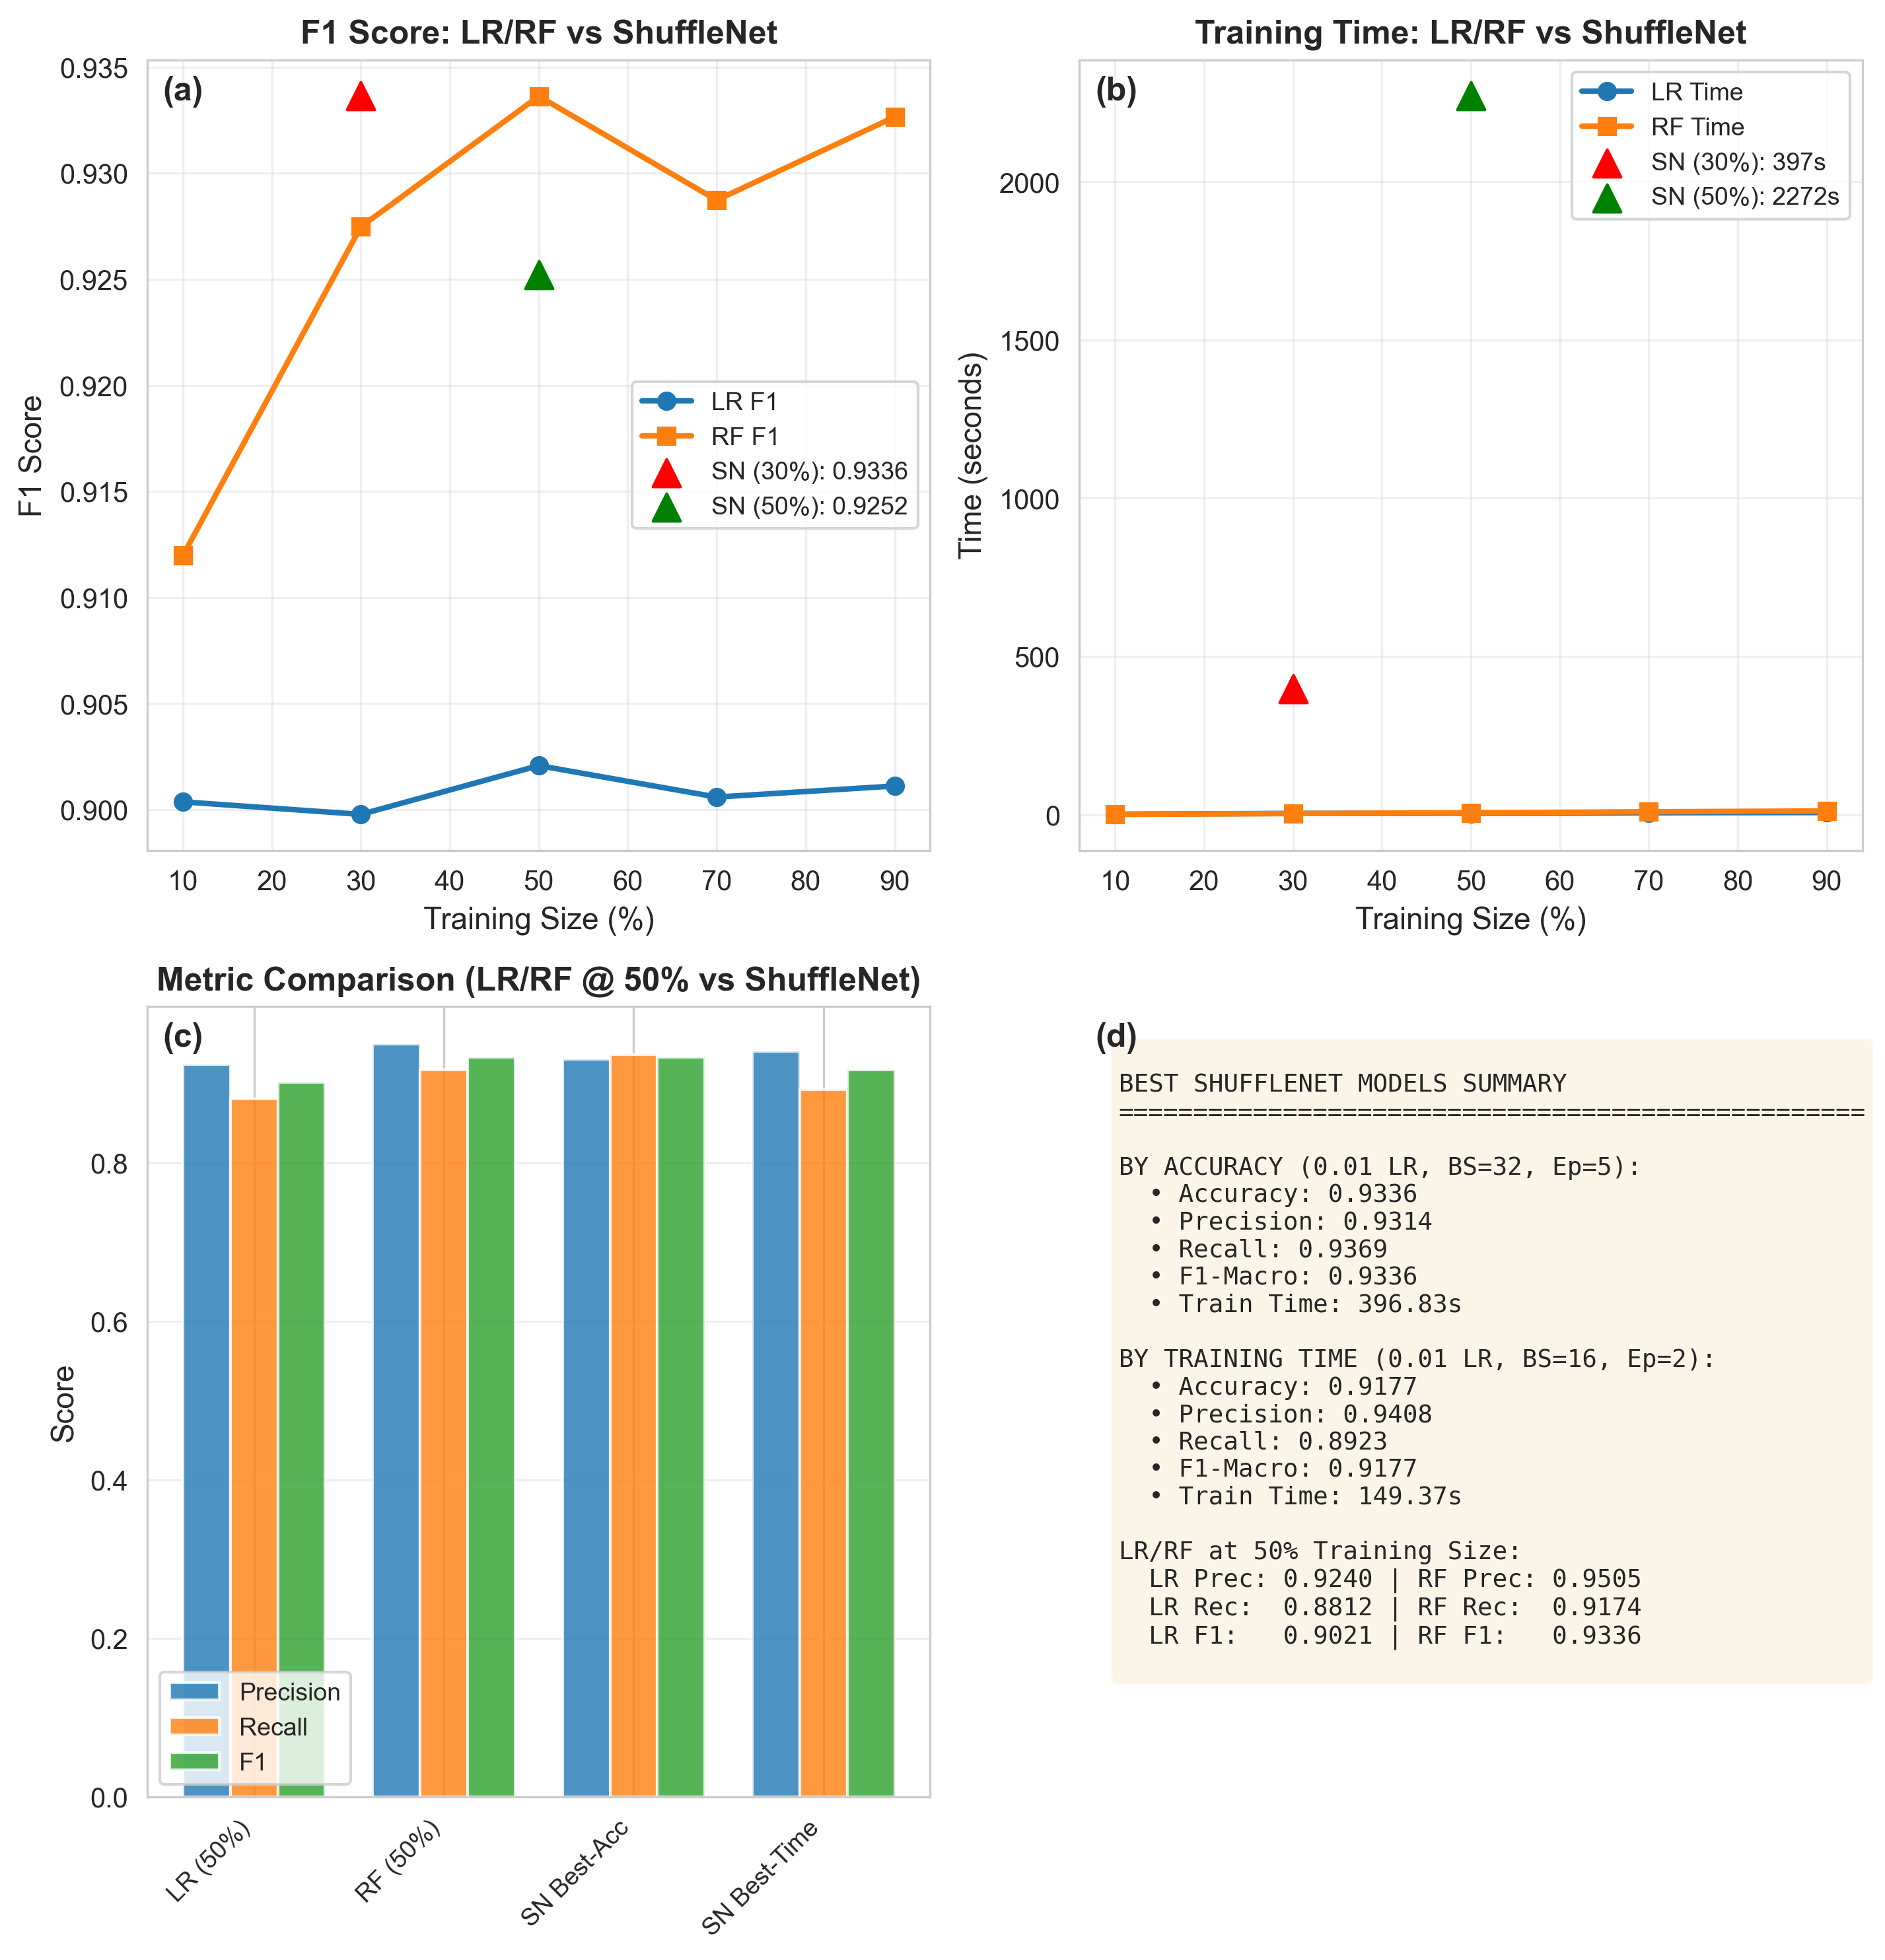 F1 Score: LR/RF vs ShuffleNet
(a)
F1 Score
0.935
0.930
0.925
0.920
0.915
0.910
0.905
0.900
LR F1
RF F1
SN (30%): 0.9336
SN (50%): 0.9252
10 20 30 40 50 60 70 80 90
Training Size (%)
Training Time: LR/RF vs ShuffleNet
(b)
Time (seconds)
2000
1500
1000
500
0
LR Time
RF Time
SN (30%): 397s
SN (50%): 2272s
10 20 30 40 50 60 70 80 90
Training Size (%)
Metric Comparison (LR/RF @ 50% vs ShuffleNet)
(c)
Score
0.8
0.6
0.4
0.2
0.0
Precision
Recall
F1
LR (50%)
RF (50%)
SN Best-Acc
SN Best-Time
(d)
BEST SHUFFLENET MODELS SUMMARY
==================================================
BY ACCURACY (0.01 LR, BS=32, Ep=5):
• Accuracy: 0.9336
• Precision: 0.9314
• Recall: 0.9369
• F1-Macro: 0.9336
• Train Time: 396.83s
BY TRAINING TIME (0.01 LR, BS=16, Ep=2):
• Accuracy: 0.9177
• Precision: 0.9408
• Recall: 0.8923
• F1-Macro: 0.9177
• Train Time: 149.37s
LR/RF at 50% Training Size:
LR Prec: 0.9240 | RF Prec: 0.9505
LR Rec: 0.8812 | RF Rec: 0.9174
LR F1: 0.9021 | RF F1: 0.9336